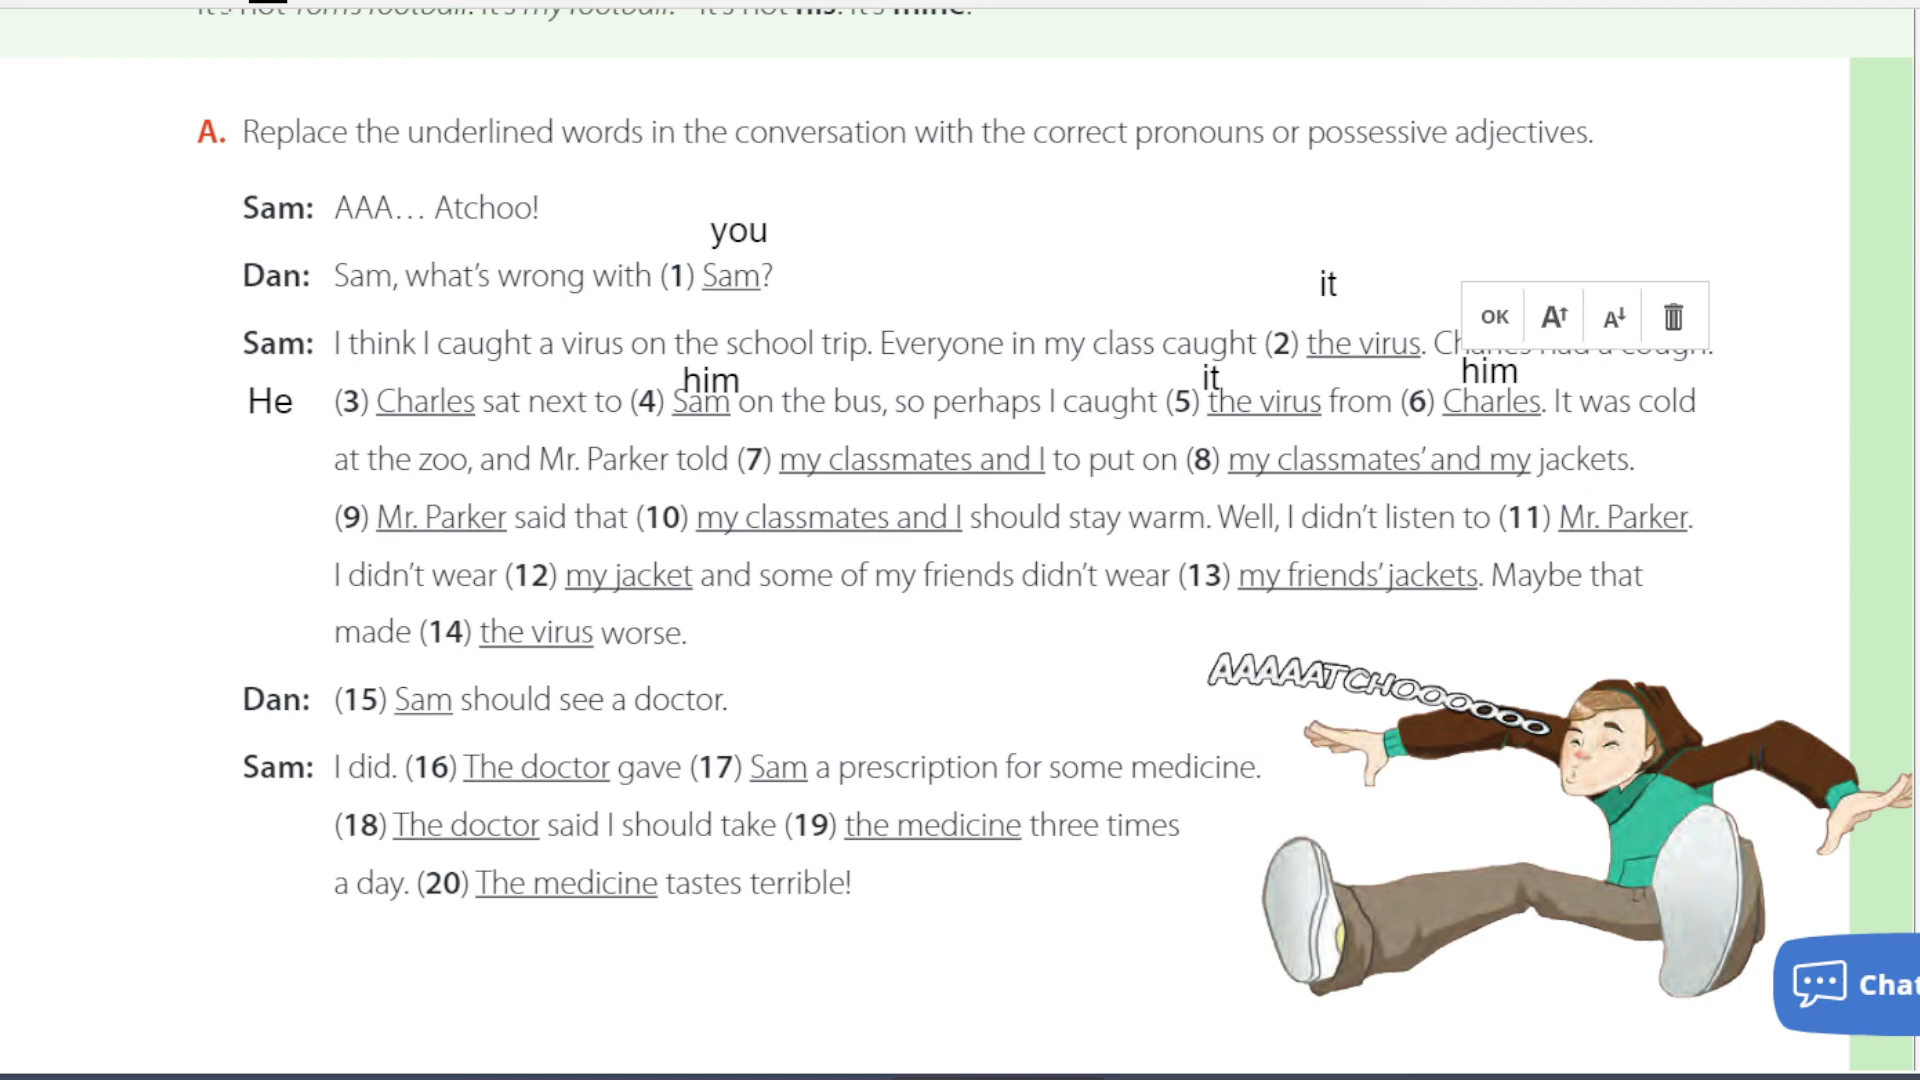 A. Replace the underlined words in the conversation with the correct pronouns or possessive adjectives.
Sam: AAA… Atchoo!
you
Dan: Sam, what's wrong with (1) Sam?
it
OK A↑ A↓
Sam: I think I caught a virus on the school trip. Everyone in my class caught (2) the virus. Charles had a cough.
him it him
He (3) Charles sat next to (4) Sam on the bus, so perhaps I caught (5) the virus from (6) Charles. It was cold
at the zoo, and Mr. Parker told (7) my classmates and I to put on (8) my classmates' and my jackets.
(9) Mr. Parker said that (10) my classmates and I should stay warm. Well, I didn't listen to (11) Mr. Parker.
I didn't wear (12) my jacket and some of my friends didn't wear (13) my friends' jackets. Maybe that
made (14) the virus worse.
AAAAATCHOOOOOOO
Dan: (15) Sam should see a doctor.
Sam: I did. (16) The doctor gave (17) Sam a prescription for some medicine.
(18) The doctor said I should take (19) the medicine three times
a day. (20) The medicine tastes terrible!
Chat